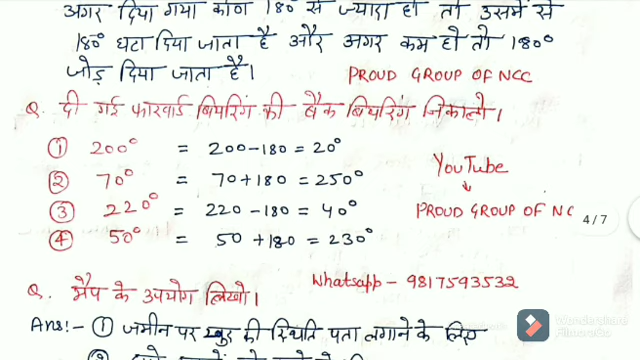 अगर दिया गया कोण 180° से ज्यादा हो तो उसमें से
180° घटा दिया जाता है और अगर कम हो तो 180°
जोड़ दिया जाता है।
PROUD GROUP OF NCC
Q. दी गई फारवार्ड बियरिंग की बैक बियरिंग निकालो।
① 200° = 200-180 = 20°
② 70° = 70+180 = 250°
YouTube
③ 220° = 220-180 = 40°
PROUD GROUP OF NC
4/7
④ 50° = 50+180 = 230°
Whatsapp - 9817593532
Q. मैप के उपयोग लिखो।
Ans:- ① जमीन पर खुद की स्थिति पता लगाने के लिए
Wondershare
Filmora